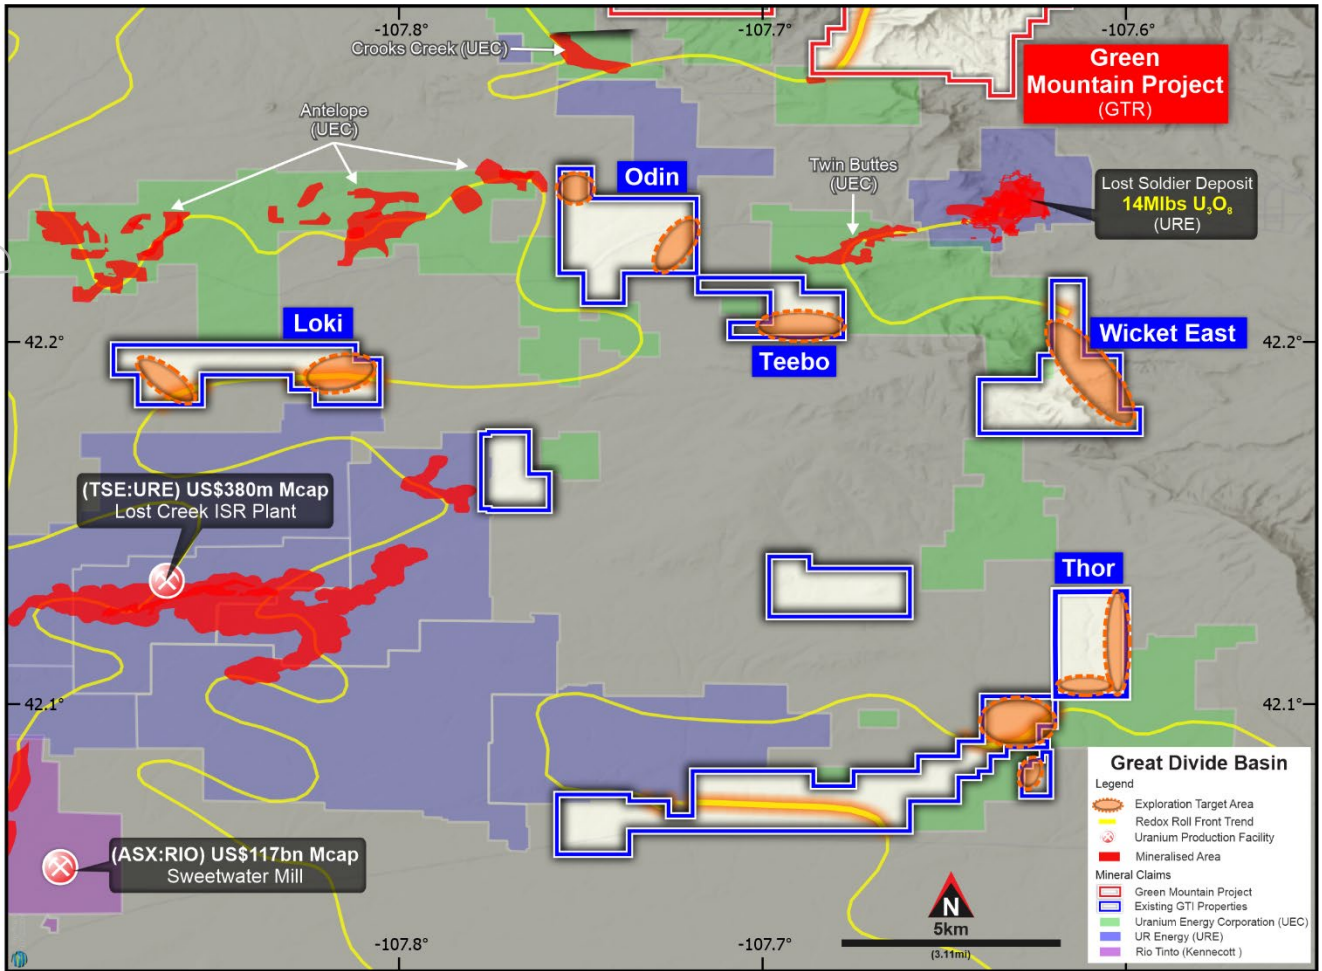 -107.8°
-107.7°
-107.6°
Crooks Creek (UEC)
Green
Mountain Project
(GTR)
Antelope
(UEC)
Odin
Twin Buttes
(UEC)
Lost Soldier Deposit
14Mlbs U₃O₈
(URE)
Loki
42.2°
Teebo
Wicket East
42.2°
(TSE:URE) US$380m Mcap
Lost Creek ISR Plant
Thor
42.1°
42.1°
(ASX:RIO) US$117bn Mcap
Sweetwater Mill
N
5km
(3.11mi)
-107.8°
-107.7°
Great Divide Basin
Legend
Exploration Target Area
Redox Roll Front Trend
Uranium Production Facility
Mineralised Area
Mineral Claims
Green Mountain Project
Existing GTI Properties
Uranium Energy Corporation (UEC)
UR Energy (URE)
Rio Tinto (Kennecott )